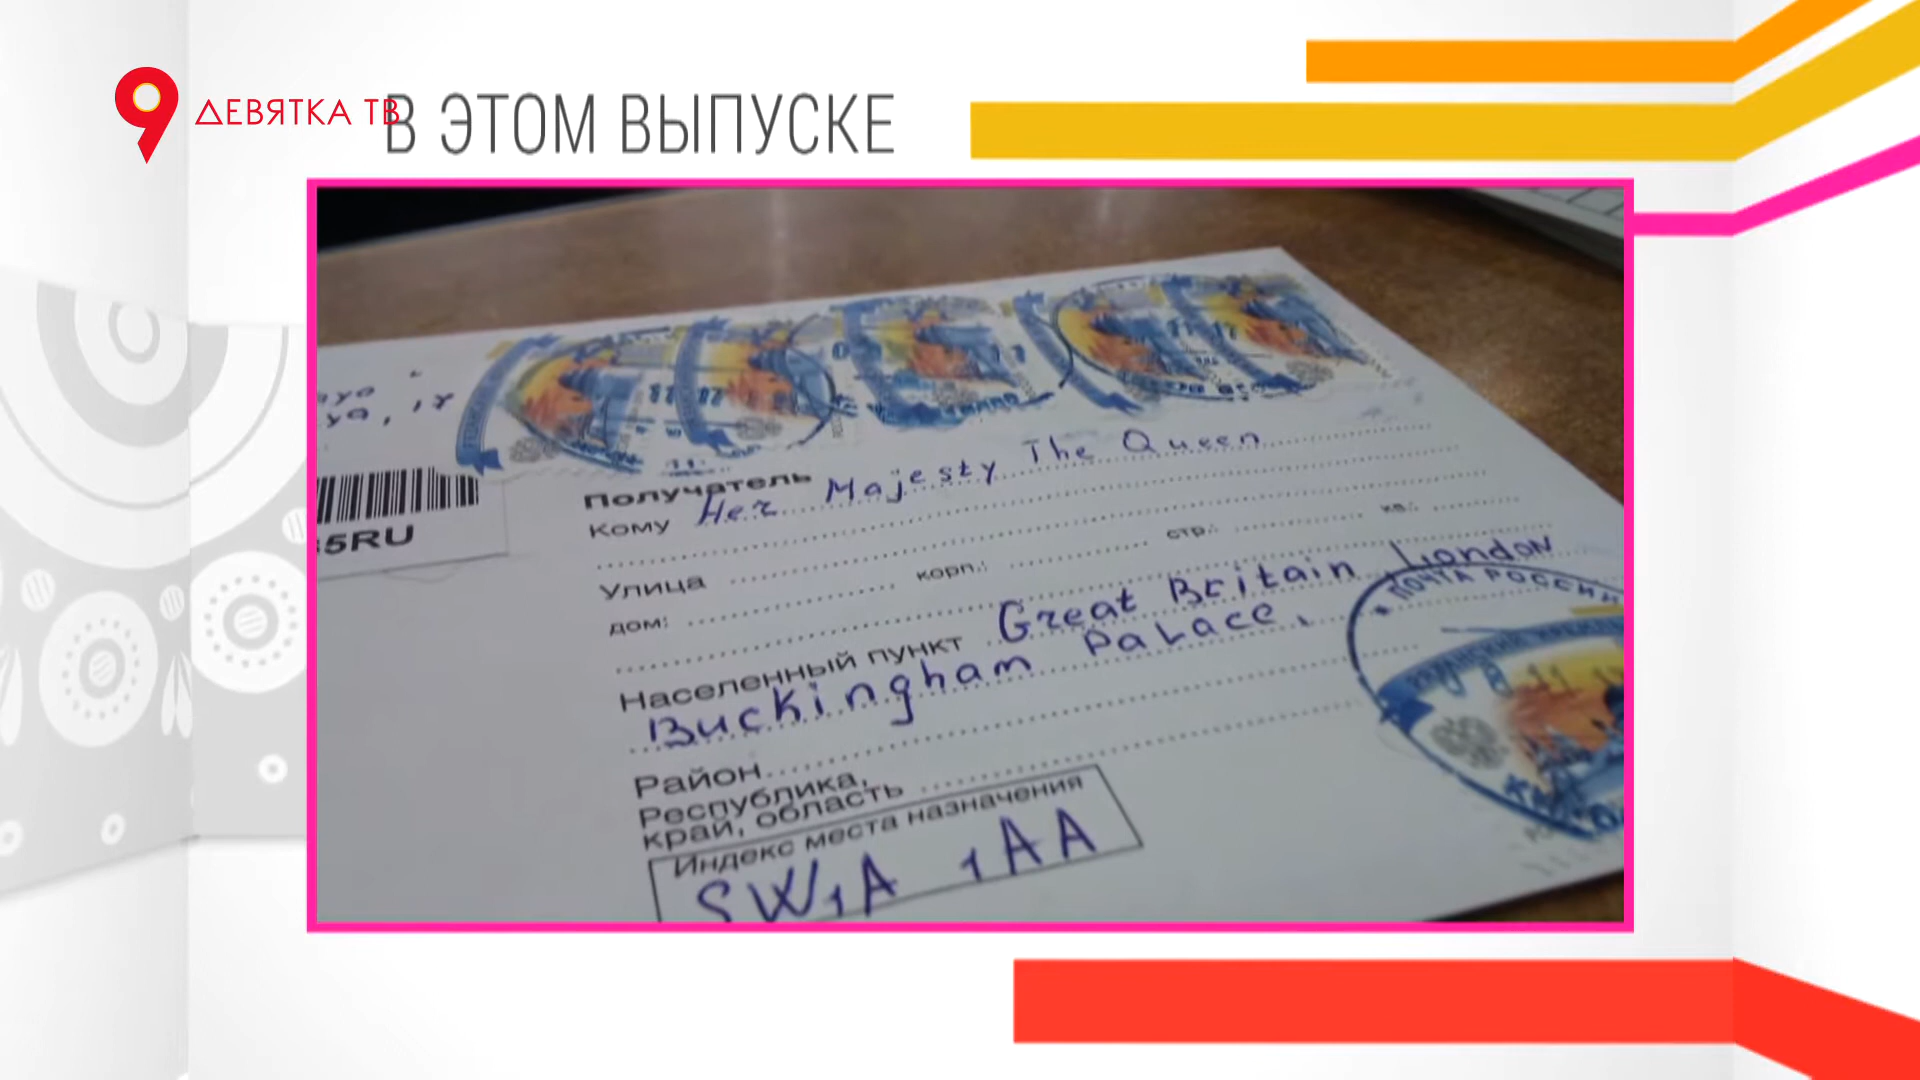 9 ДЕВЯТКА ТВ
В ЭТОМ ВЫПУСКЕ
5RU
Получатель
Кому Her Majesty The Queen
Улица
дом: корп.: стр.: кв.:
Населенный пункт Great Britain, London
Buckingham Palace,
Район
Республика,
край, область
Индекс места назначения
SW1A 1AA
ПОЧТА РОССИИ